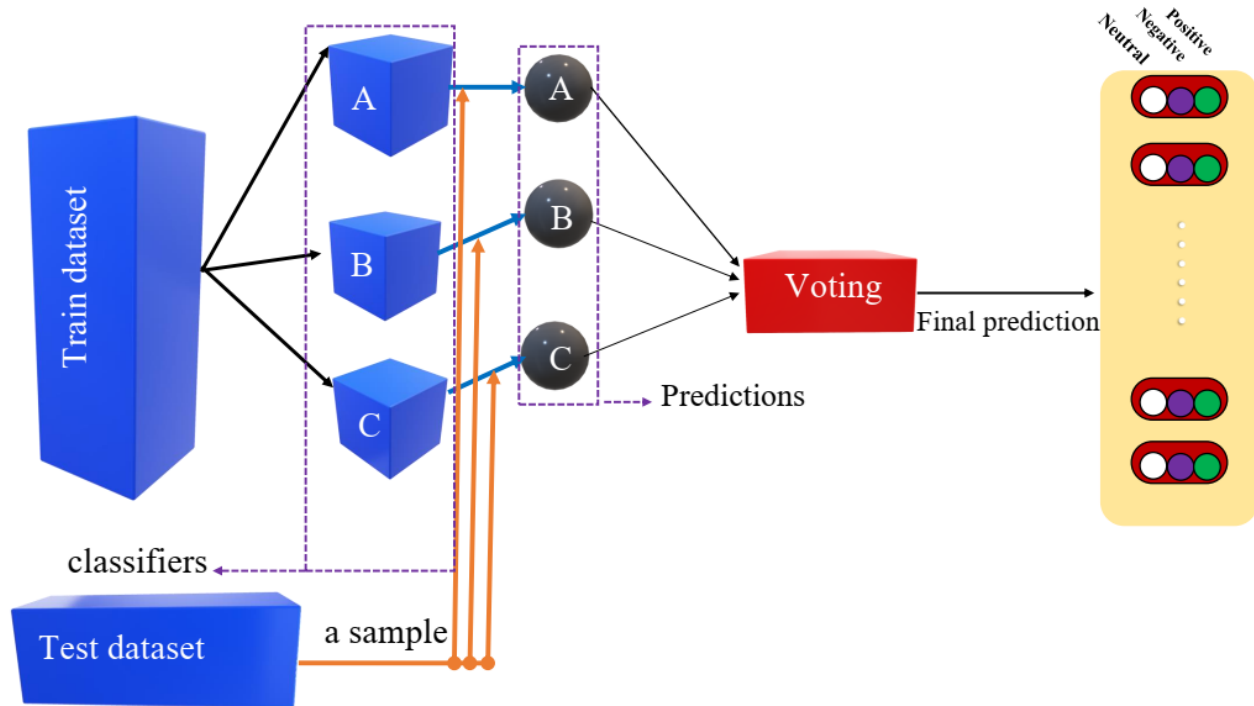 Neutral
Negative
Positive
Train dataset
A
B
C
A
B
C
Voting
Final prediction
Predictions
classifiers
Test dataset
a sample